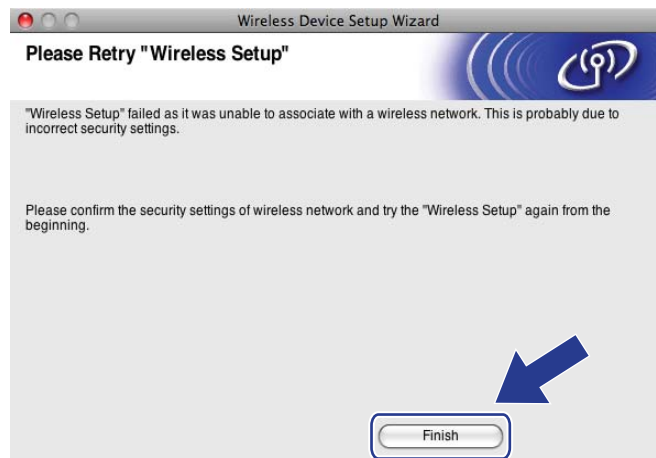 Wireless Device Setup Wizard
Please Retry "Wireless Setup"
"Wireless Setup" failed as it was unable to associate with a wireless network. This is probably due to
incorrect security settings.
Please confirm the security settings of wireless network and try the "Wireless Setup" again from the
beginning.
Finish